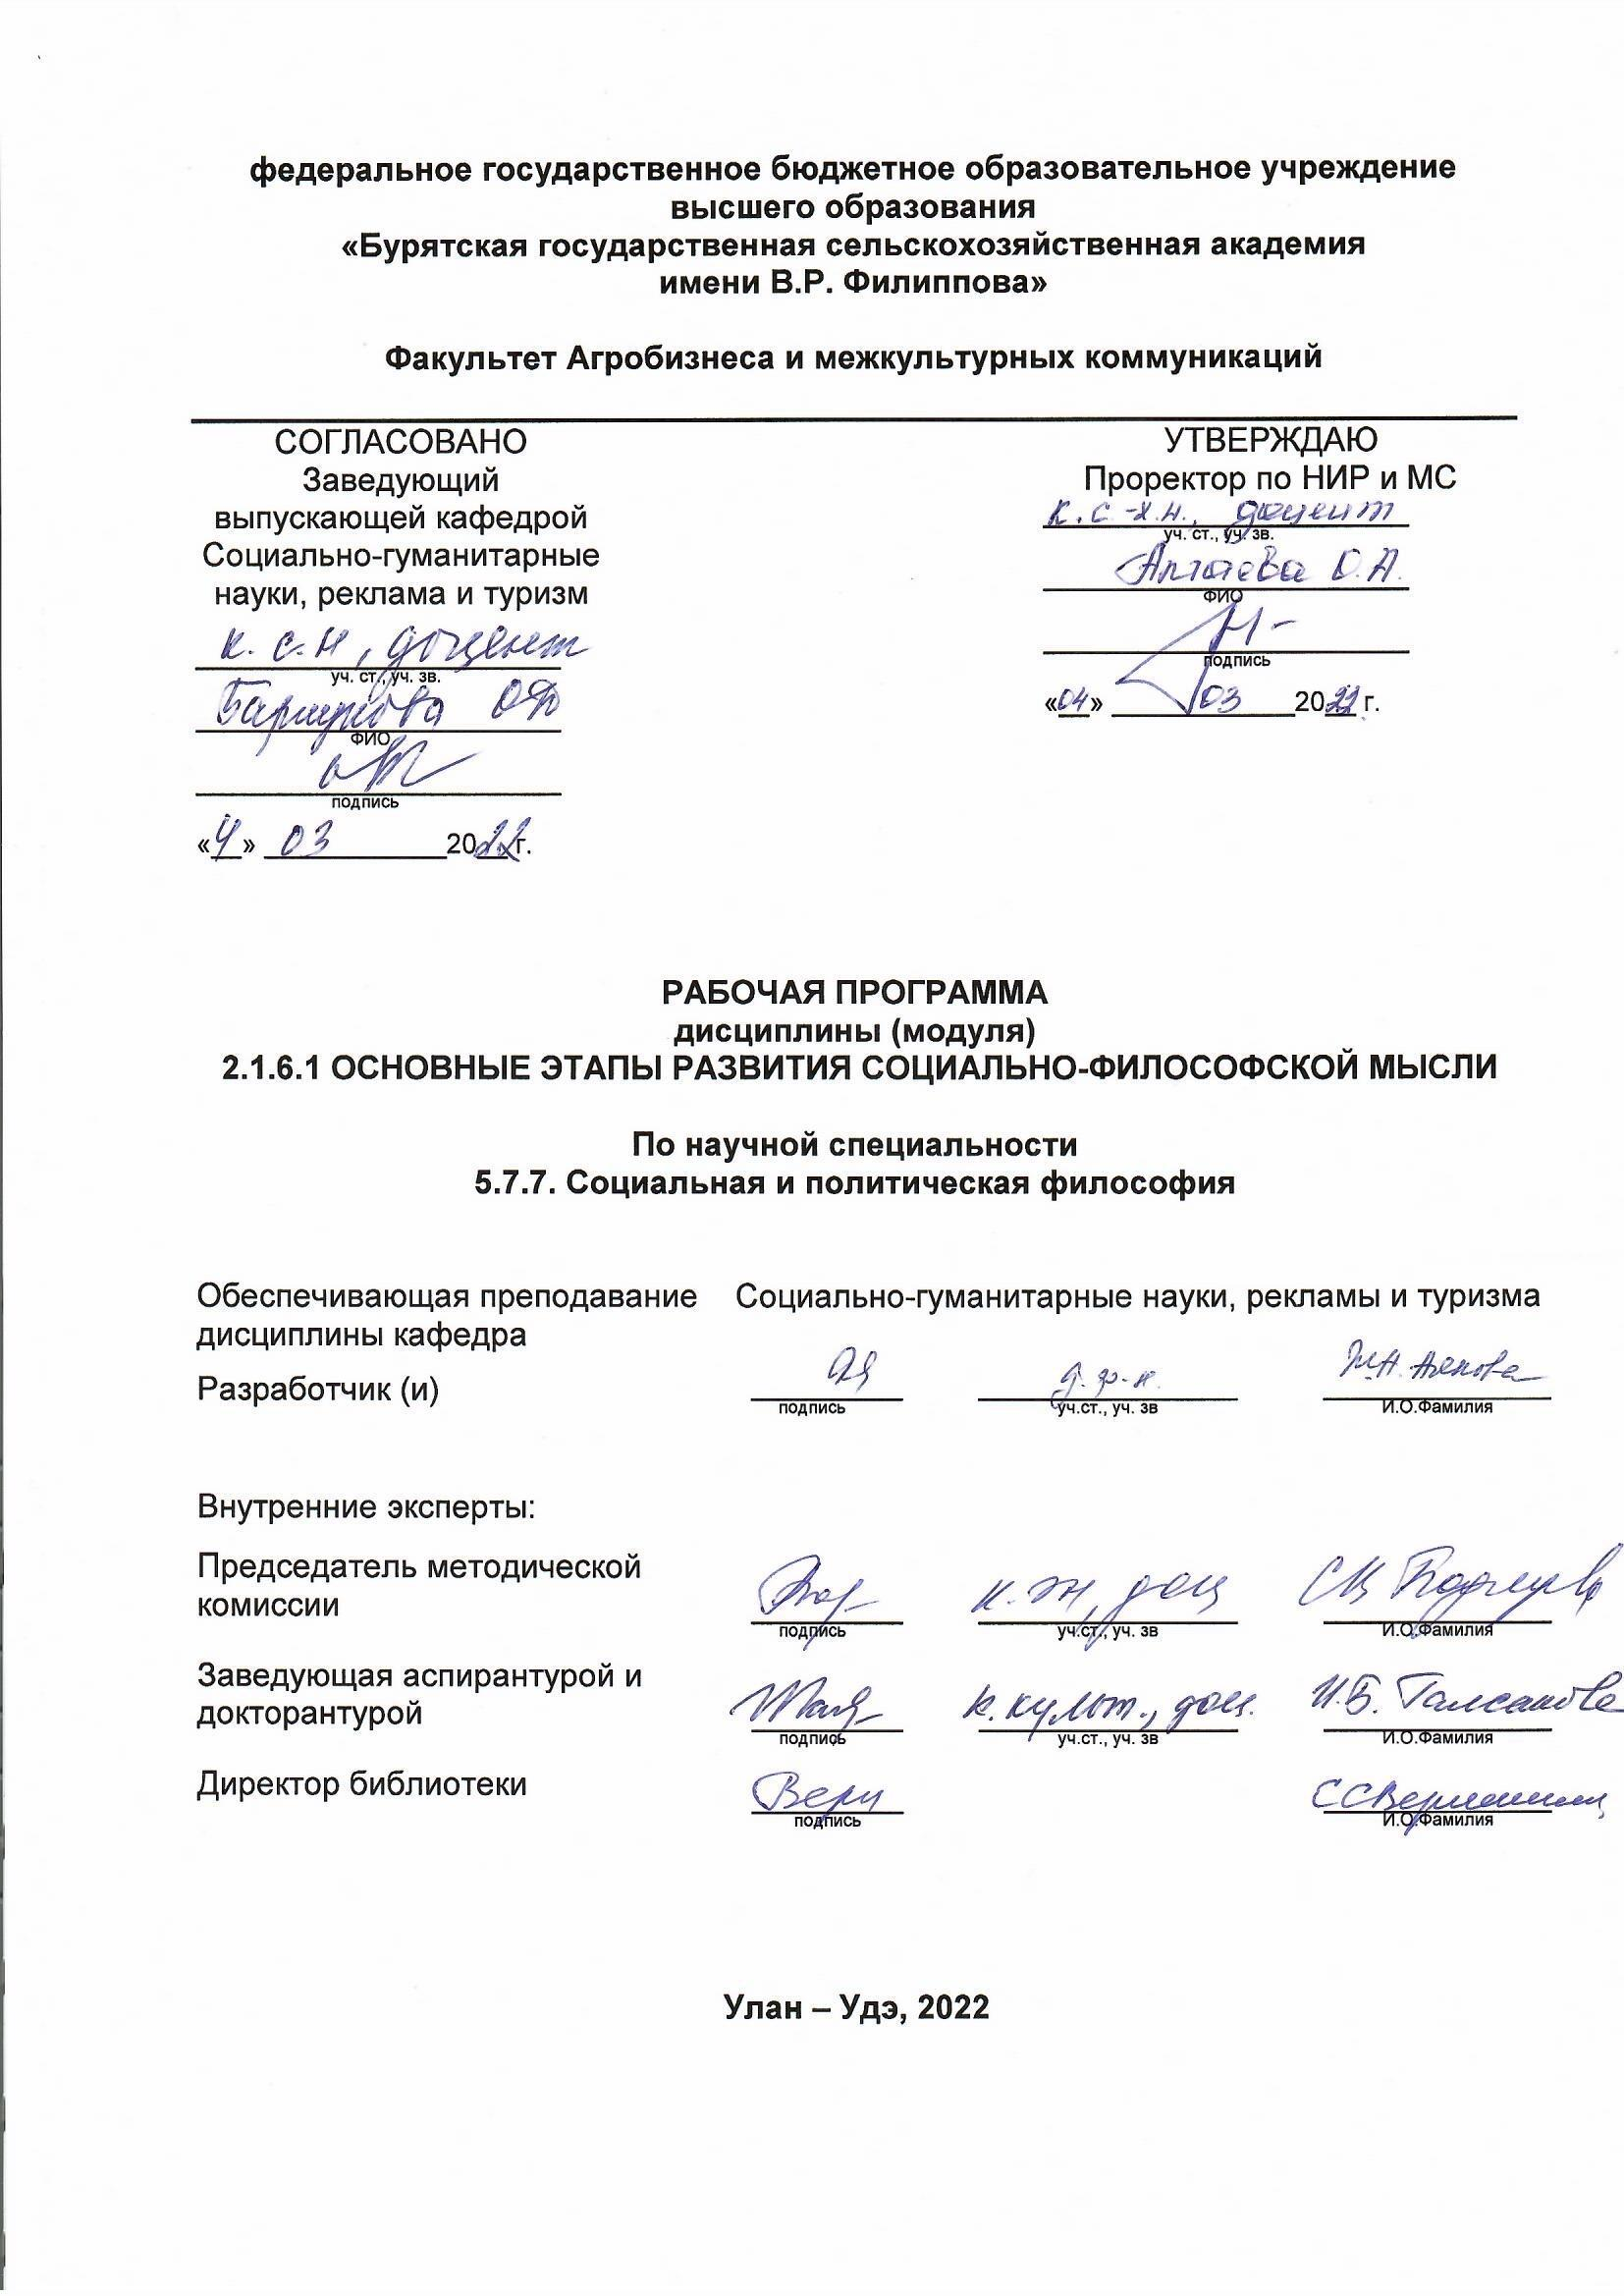 федеральное государственное бюджетное образовательное учреждение
высшего образования
«Бурятская государственная сельскохозяйственная академия
имени В.Р. Филиппова»
Факультет Агробизнеса и межкультурных коммуникаций
СОГЛАСОВАНО
Заведующий
выпускающей кафедрой
Социально-гуманитарные
науки, реклама и туризм
к. с. н, доцент
уч. ст., уч. зв.
ФИО
подпись
«4» 03 2022 г.
УТВЕРЖДАЮ
Проректор по НИР и МС
к. с.-х.н., доцент
уч. ст., уч. зв.
О.А.
ФИО
подпись
«04» 03 2022 г.
РАБОЧАЯ ПРОГРАММА
дисциплины (модуля)
2.1.6.1 ОСНОВНЫЕ ЭТАПЫ РАЗВИТИЯ СОЦИАЛЬНО-ФИЛОСОФСКОЙ МЫСЛИ
По научной специальности
5.7.7. Социальная и политическая философия
Обеспечивающая преподавание Социально-гуманитарные науки, рекламы и туризма
дисциплины кафедра
Разработчик (и) д. ф. н.
подпись уч.ст., уч. зв И.О.Фамилия
Внутренние эксперты:
Председатель методической
комиссии к. эн, доц
подпись уч.ст., уч. зв И.О.Фамилия
Заведующая аспирантурой и
докторантурой к. культ., доц. И.Б. Галсанова
подпись уч.ст., уч. зв И.О.Фамилия
Директор библиотеки
подпись И.О.Фамилия
Улан – Удэ, 2022